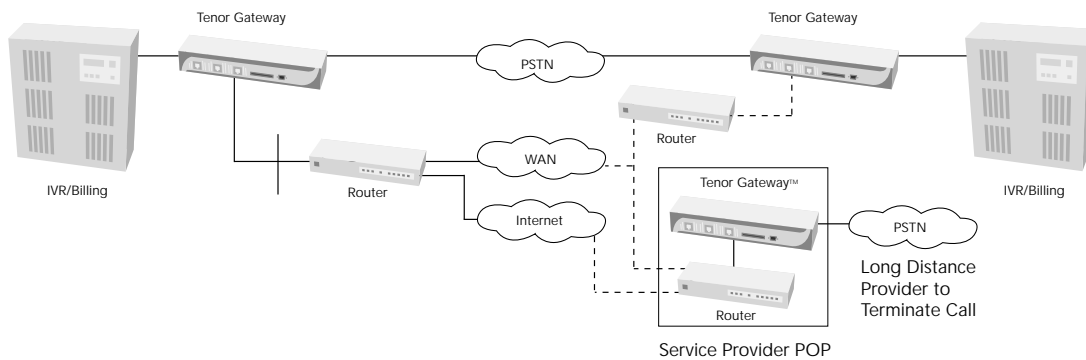 Tenor Gateway
Tenor Gateway
PSTN
Router
WAN
IVR/Billing
Router
Internet
Tenor Gateway™
PSTN
IVR/Billing
Long Distance
Provider to
Terminate Call
Router
Service Provider POP